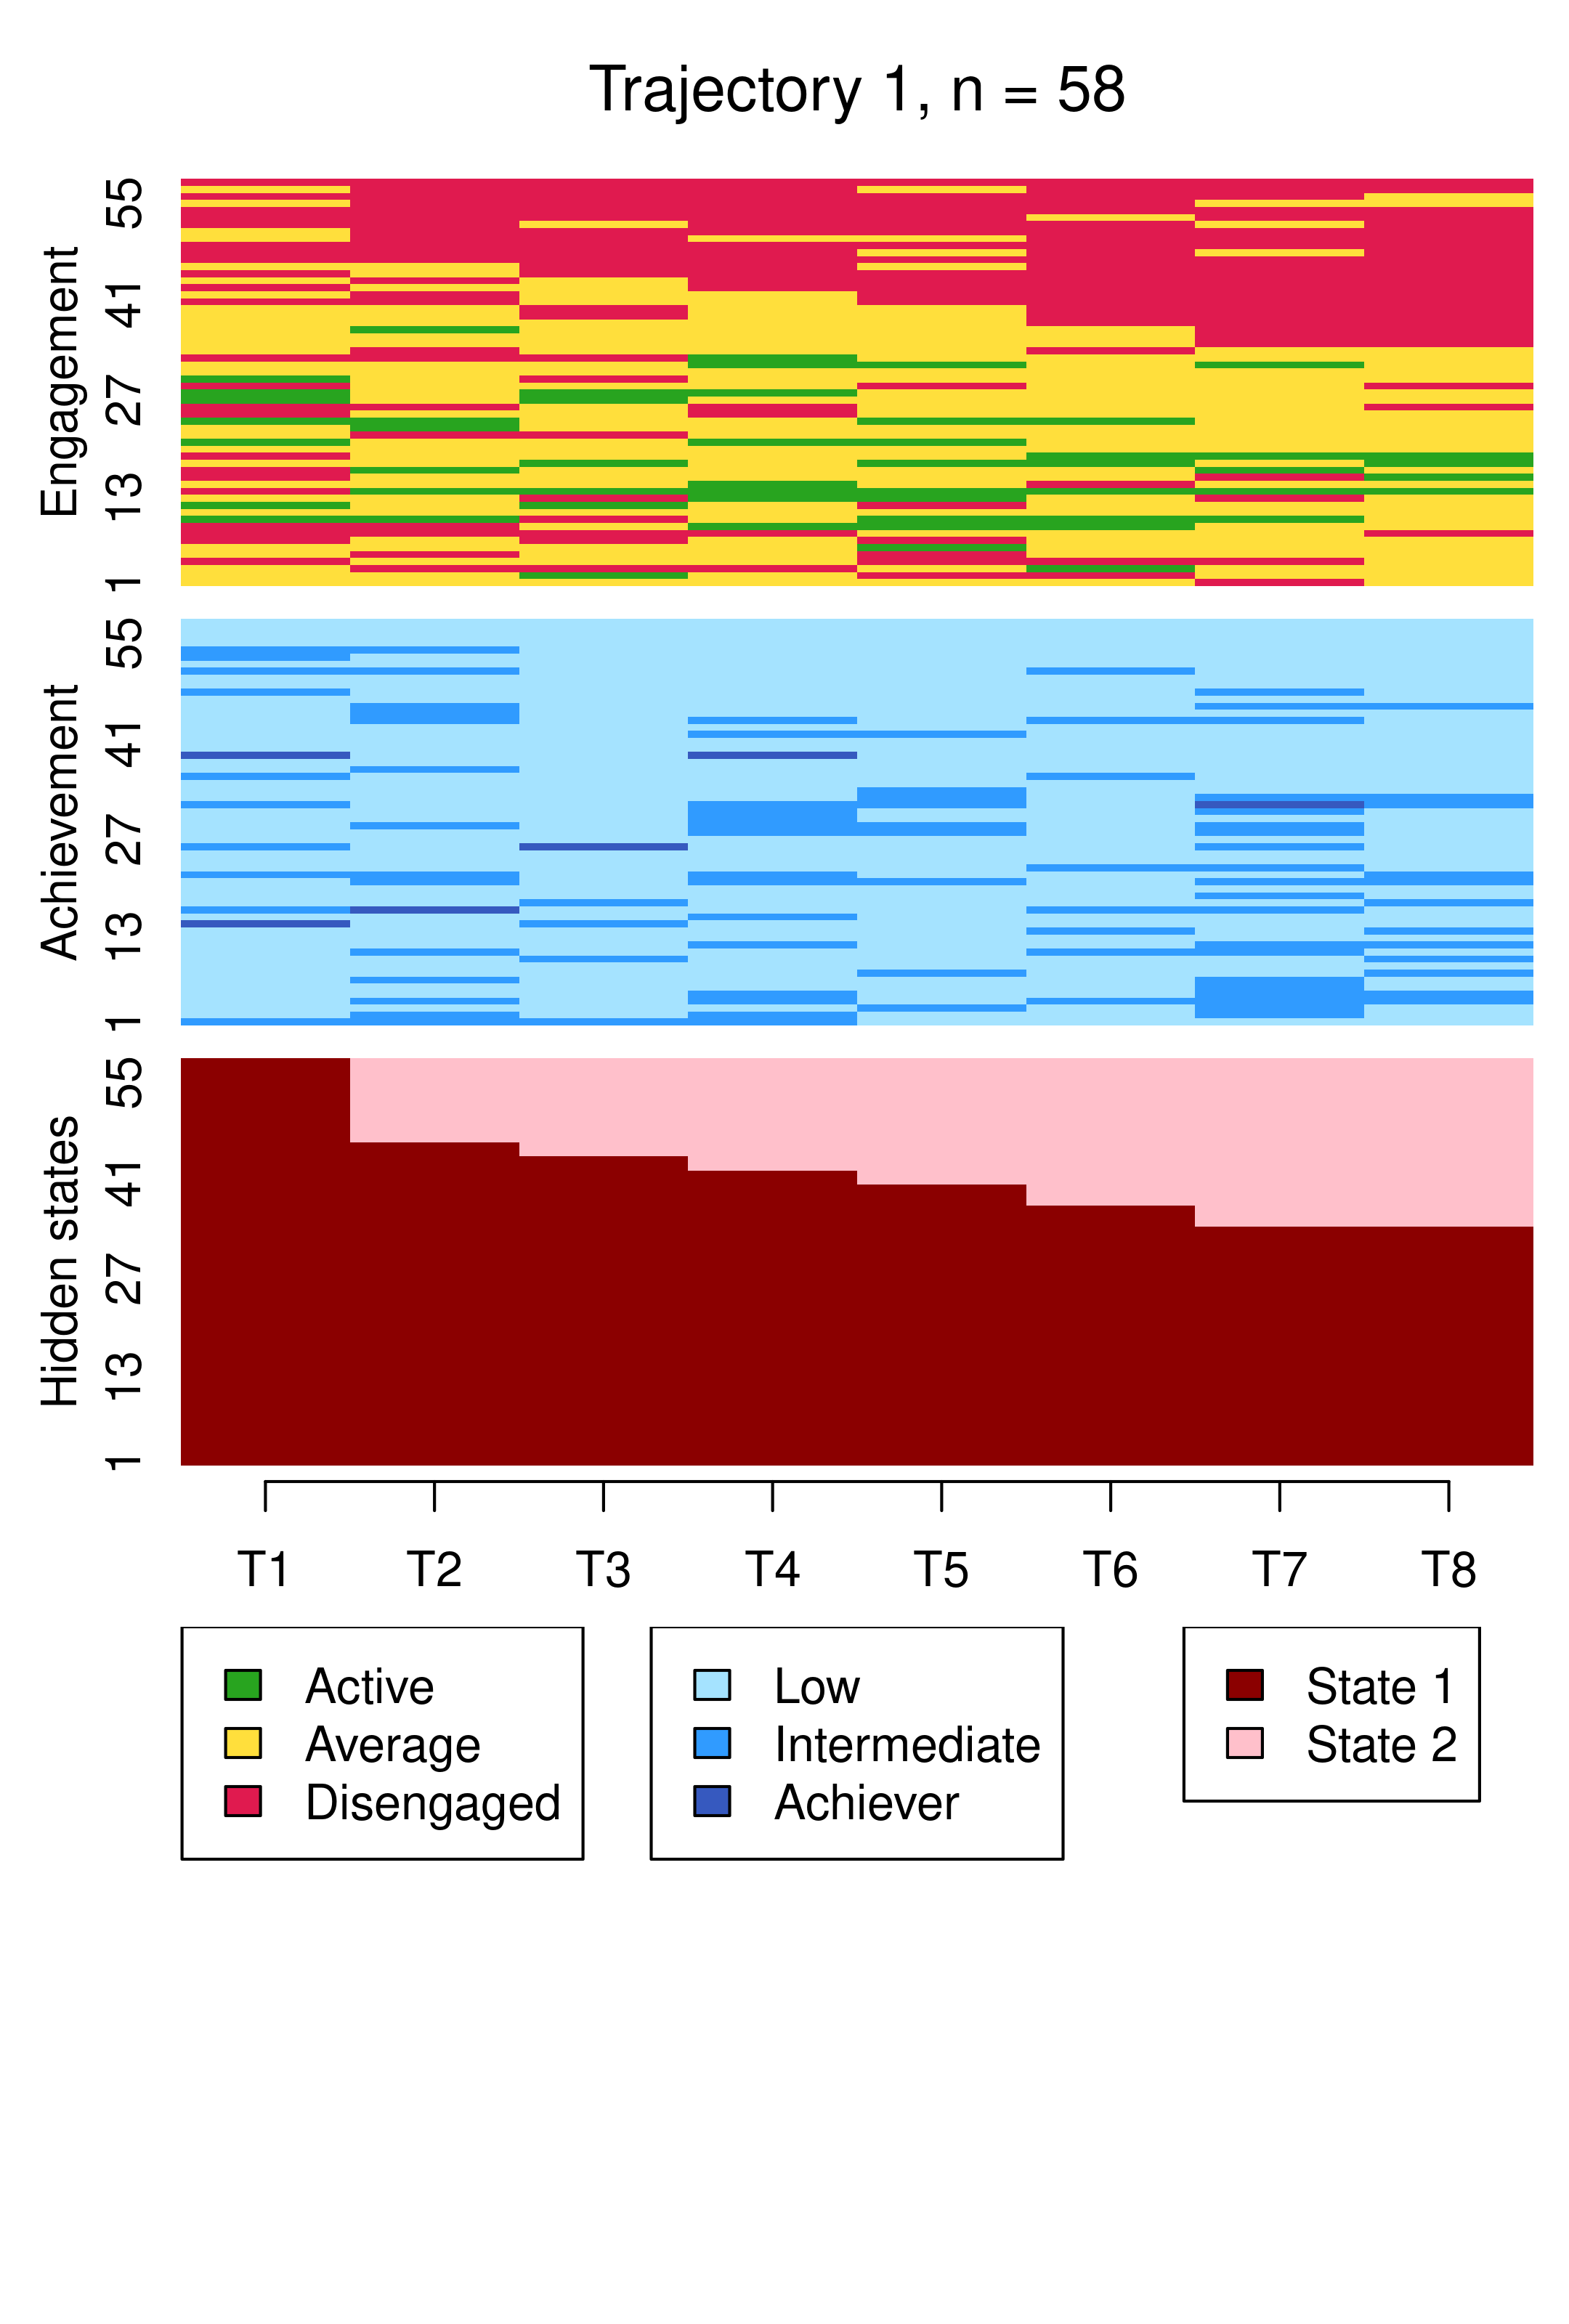 Trajectory 1, n = 58
Engagement
55
41
27
13
1
Achievement
55
41
27
13
1
Hidden states
55
41
27
13
1
T1 T2 T3 T4 T5 T6 T7 T8
Active
Average
Disengaged
Low
Intermediate
Achiever
State 1
State 2